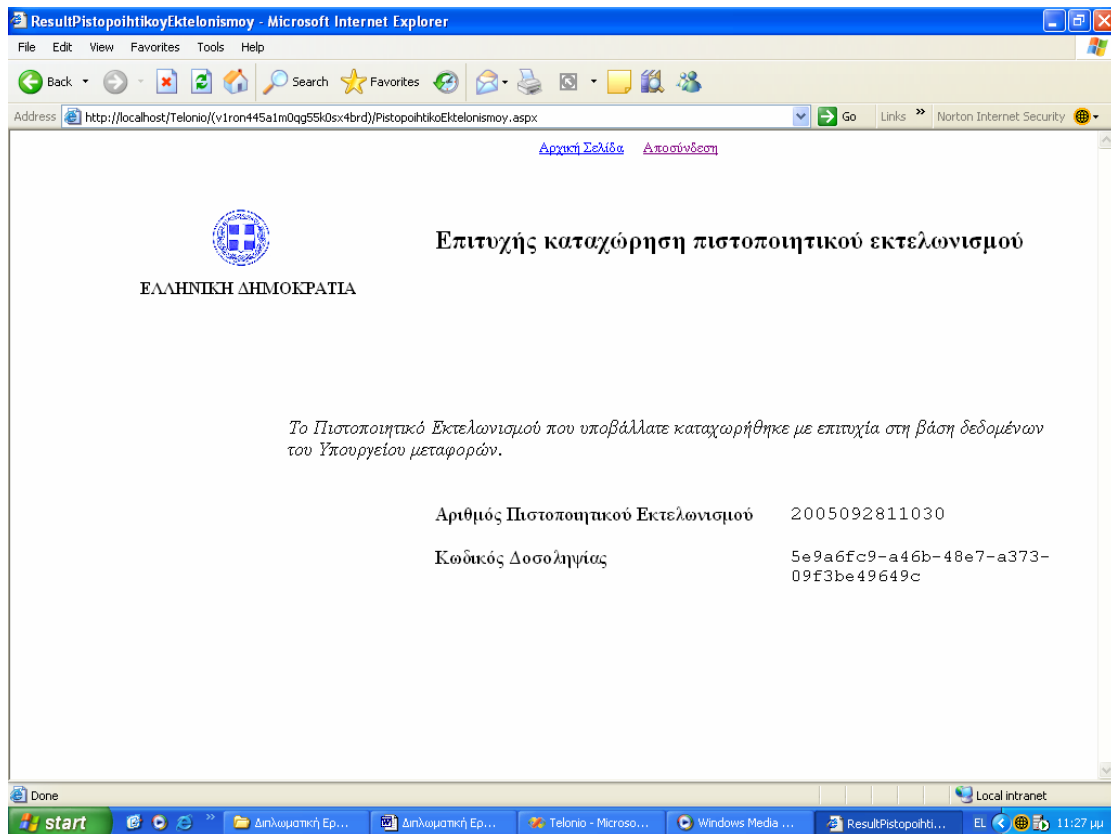 ResultPistopoihtikoyEktelonismoy - Microsoft Internet Explorer
File Edit View Favorites Tools Help
Back Search Favorites
Address http://localhost/Telonio/(v1ron445a1m0qg55k0sx4brd)/PistopoihtikoEktelonismoy.aspx Go Links » Norton Internet Security
Αρχική Σελίδα Αποσύνδεση
Επιτυχής καταχώρηση πιστοποιητικού εκτελωνισμού
ΕΛΛΗΝΙΚΗ ΔΗΜΟΚΡΑΤΙΑ
Το Πιστοποιητικό Εκτελωνισμού που υποβάλλατε καταχωρήθηκε με επιτυχία στη βάση δεδομένων
του Υπουργείου μεταφορών.
Αριθμός Πιστοποιητικού Εκτελωνισμού 2005092811030
Κωδικός Δοσοληψίας 5e9a6fc9-a46b-48e7-a373-
09f3be49649c
Done Local intranet
start » Διπλωματική Ερ... Διπλωματική Ερ... Telonio - Microso... Windows Media ... ResultPistopoihti... EL 11:27 μμ